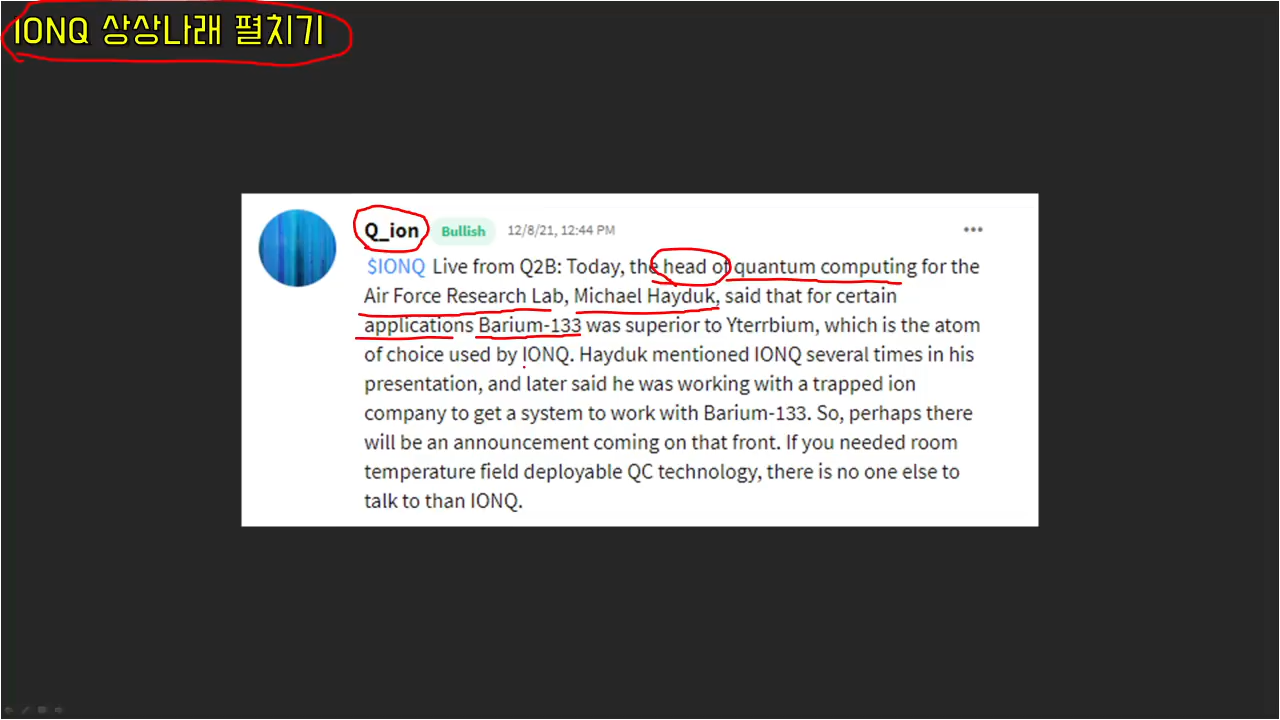 IONQ 상상나래 펼치기
Q_ion Bullish 12/8/21, 12:44 PM
$IONQ Live from Q2B: Today, the head of quantum computing for the
Air Force Research Lab, Michael Hayduk, said that for certain
applications Barium-133 was superior to Yterrbium, which is the atom
of choice used by IONQ. Hayduk mentioned IONQ several times in his
presentation, and later said he was working with a trapped ion
company to get a system to work with Barium-133. So, perhaps there
will be an announcement coming on that front. If you needed room
temperature field deployable QC technology, there is no one else to
talk to than IONQ.